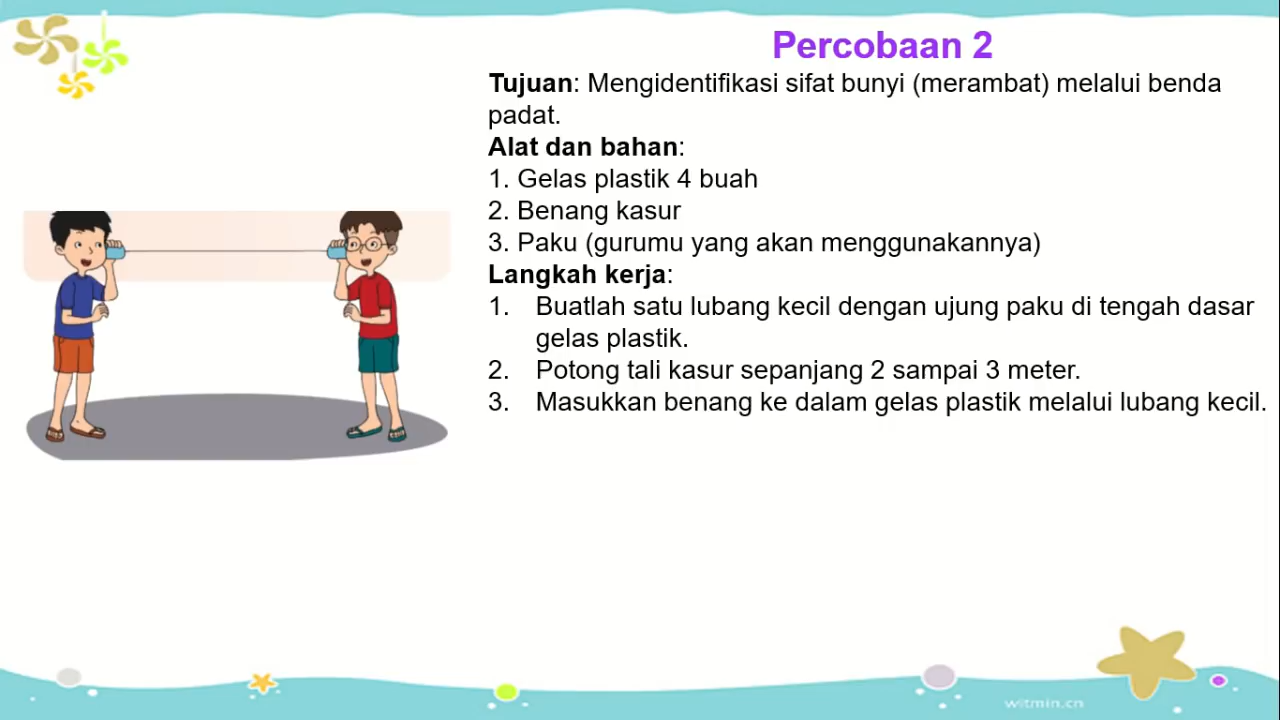 Percobaan 2
Tujuan: Mengidentifikasi sifat bunyi (merambat) melalui benda
padat.
Alat dan bahan:
1. Gelas plastik 4 buah
2. Benang kasur
3. Paku (gurumu yang akan menggunakannya)
Langkah kerja:
1. Buatlah satu lubang kecil dengan ujung paku di tengah dasar
gelas plastik.
2. Potong tali kasur sepanjang 2 sampai 3 meter.
3. Masukkan benang ke dalam gelas plastik melalui lubang kecil.
witmin.cn